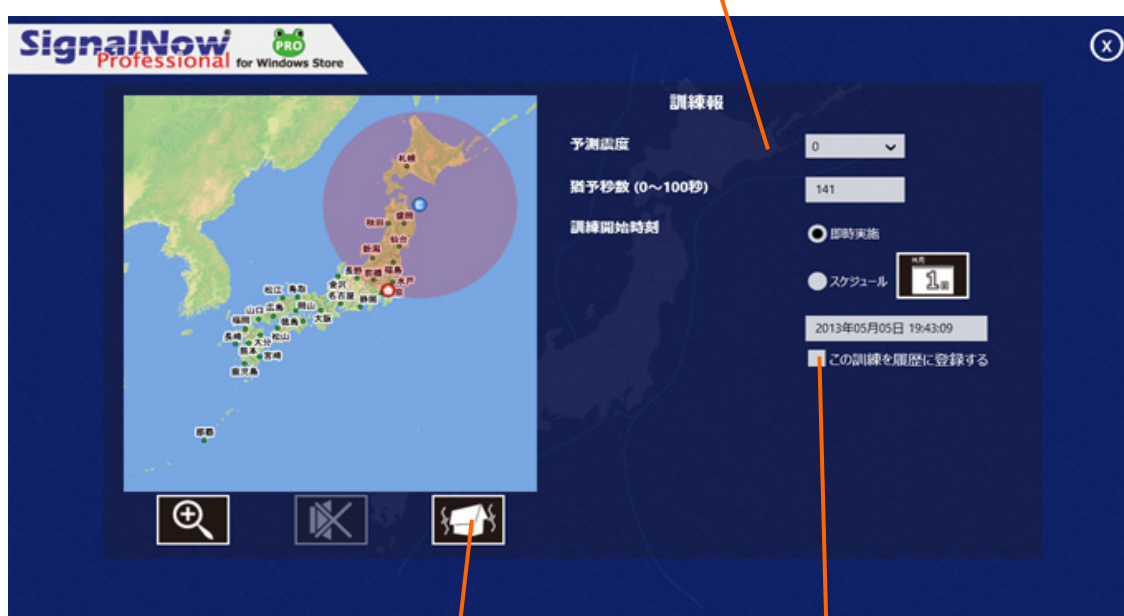 SignalNow
Professional
PRO
for Windows Store
X
訓練報
予測震度
0
猶予秒数 (0～100秒)
141
訓練開始時刻
即時実施
スケジュール
1
2013年05月05日 19:43:09
この訓練を履歴に登録する
札幌
E
秋田
盛岡
仙台
新潟
長野
前橋
福島
水戸
金沢
松江
鳥取
名古屋
静岡
京
山口
広島
岡山
福岡
徳島
大阪
長崎
大分
松山
熊本
宮崎
鹿児島
那覇